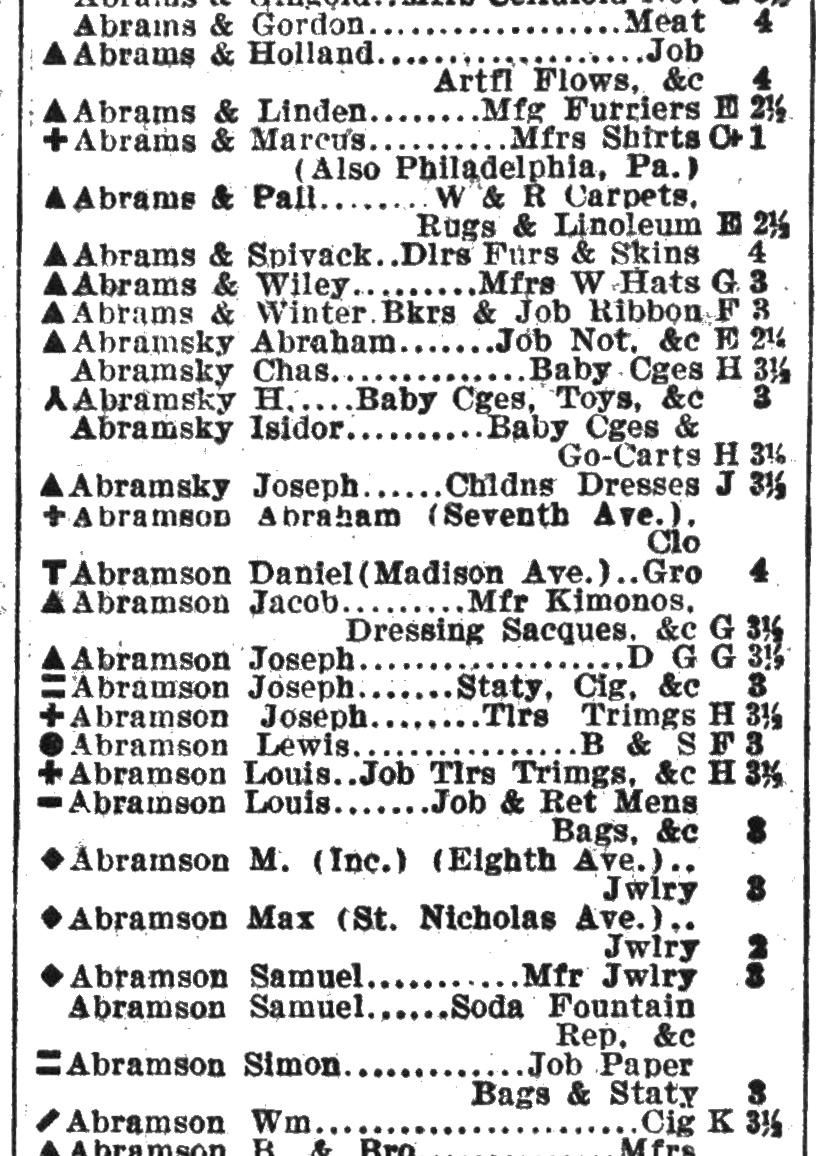 Abrams & Gordon..................Meat 4
▲Abrams & Holland....................Job
Artfl Flows, &c 4
▲Abrams & Linden........Mfg Furriers E 2½
+Abrams & Marcus..........Mfrs Shirts C+ 1
(Also Philadelphia, Pa.)
▲Abrams & Pall........W & R Carpets,
Rugs & Linoleum E 2½
▲Abrams & Spivack..Dlrs Furs & Skins 4
▲Abrams & Wiley.........Mfrs W Hats G 3
▲Abrams & Winter.Bkrs & Job Ribbon F 3
▲Abramsky Abraham.......Job Not, &c E 2½
Abramsky Chas..............Baby Cges H 3½
⅄Abramsky H.....Baby Cges, Toys, &c 3
Abramsky Isidor..........Baby Cges &
Go-Carts H 3½
▲Abramsky Joseph......Chldns Dresses J 3½
+Abramson Abraham (Seventh Ave.),
Clo
TAbramson Daniel(Madison Ave.)..Gro 4
▲Abramson Jacob.........Mfr Kimonos,
Dressing Sacques, &c G 3½
▲Abramson Joseph...................D G G 3½
=Abramson Joseph.......Staty, Cig, &c 3
+Abramson Joseph........Tlrs Trimgs H 3½
●Abramson Lewis................B & S F 3
+Abramson Louis..Job Tlrs Trimgs, &c H 3½
-Abramson Louis.......Job & Ret Mens
Bags, &c 3
◆Abramson M. (Inc.) (Eighth Ave.)..
Jwlry 3
◆Abramson Max (St. Nicholas Ave.)..
Jwlry 2
◆Abramson Samuel...........Mfr Jwlry 3
Abramson Samuel......Soda Fountain
Rep, &c
=Abramson Simon.............Job Paper
Bags & Staty 3
/Abramson Wm.......................Cig K 3½
▲Abramson B. & Bro..............Mfrs